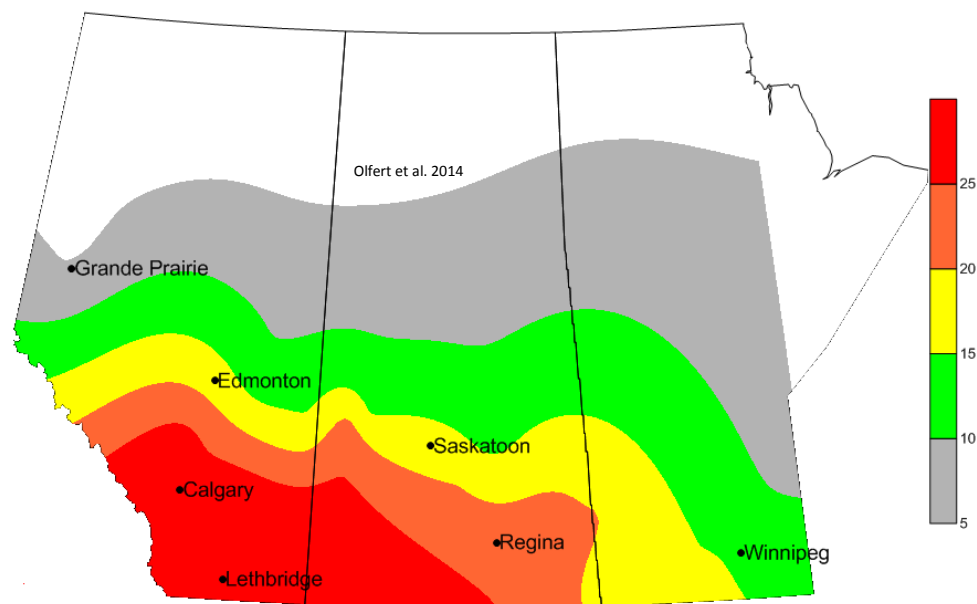 Olfert et al. 2014
Grande Prairie
Edmonton
Saskatoon
Calgary
Regina
Winnipeg
Lethbridge
25
20
15
10
5